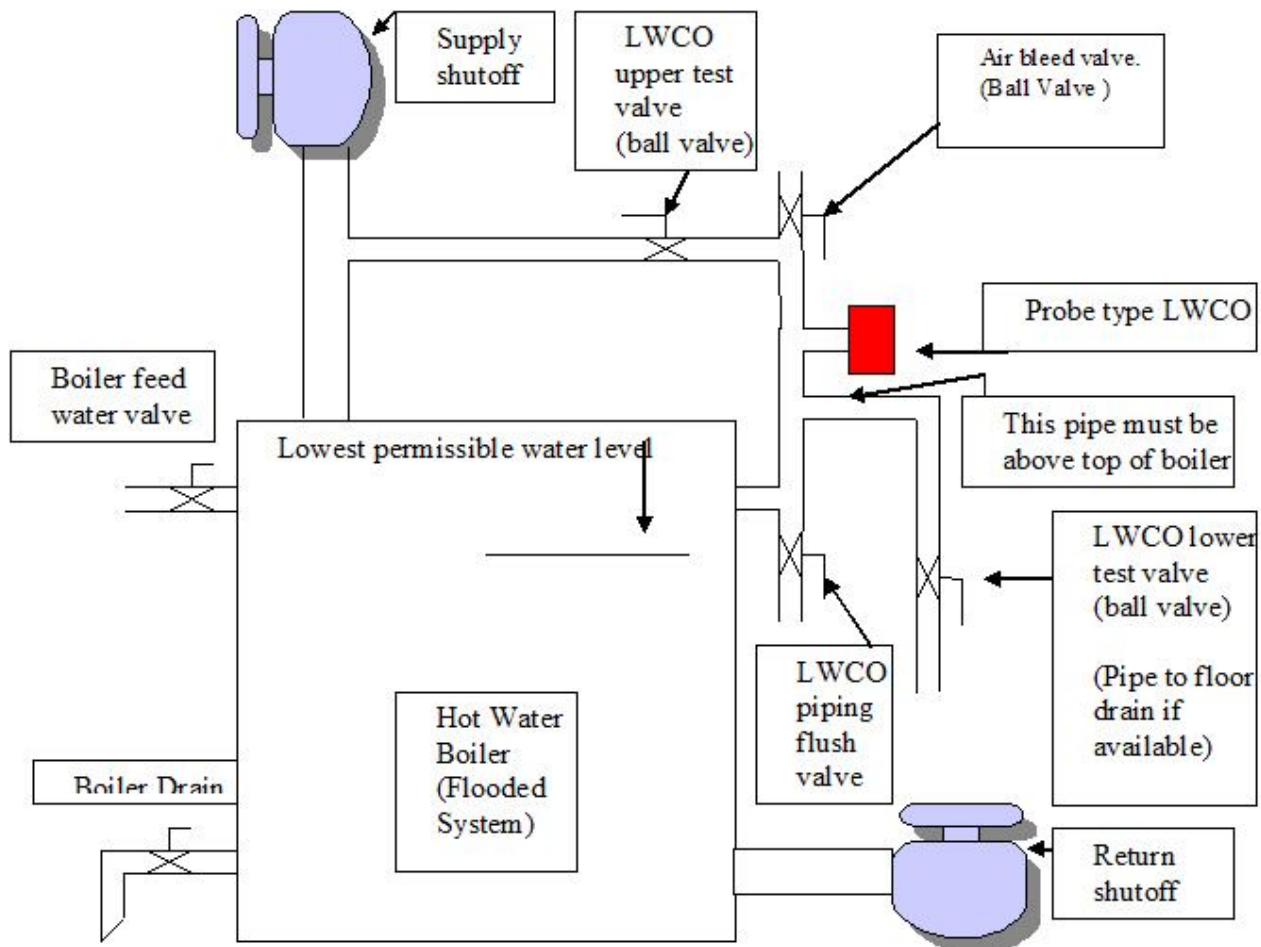 Supply
shutoff
LWCO
upper test
valve
(ball valve)
Air bleed valve.
(Ball Valve )
Probe type LWCO
Boiler feed
water valve
This pipe must be
above top of boiler
Lowest permissible water level
LWCO lower
test valve
(ball valve)
(Pipe to floor
drain if
available)
LWCO
piping
flush
valve
Hot Water
Boiler
(Flooded
System)
Boiler Drain
Return
shutoff